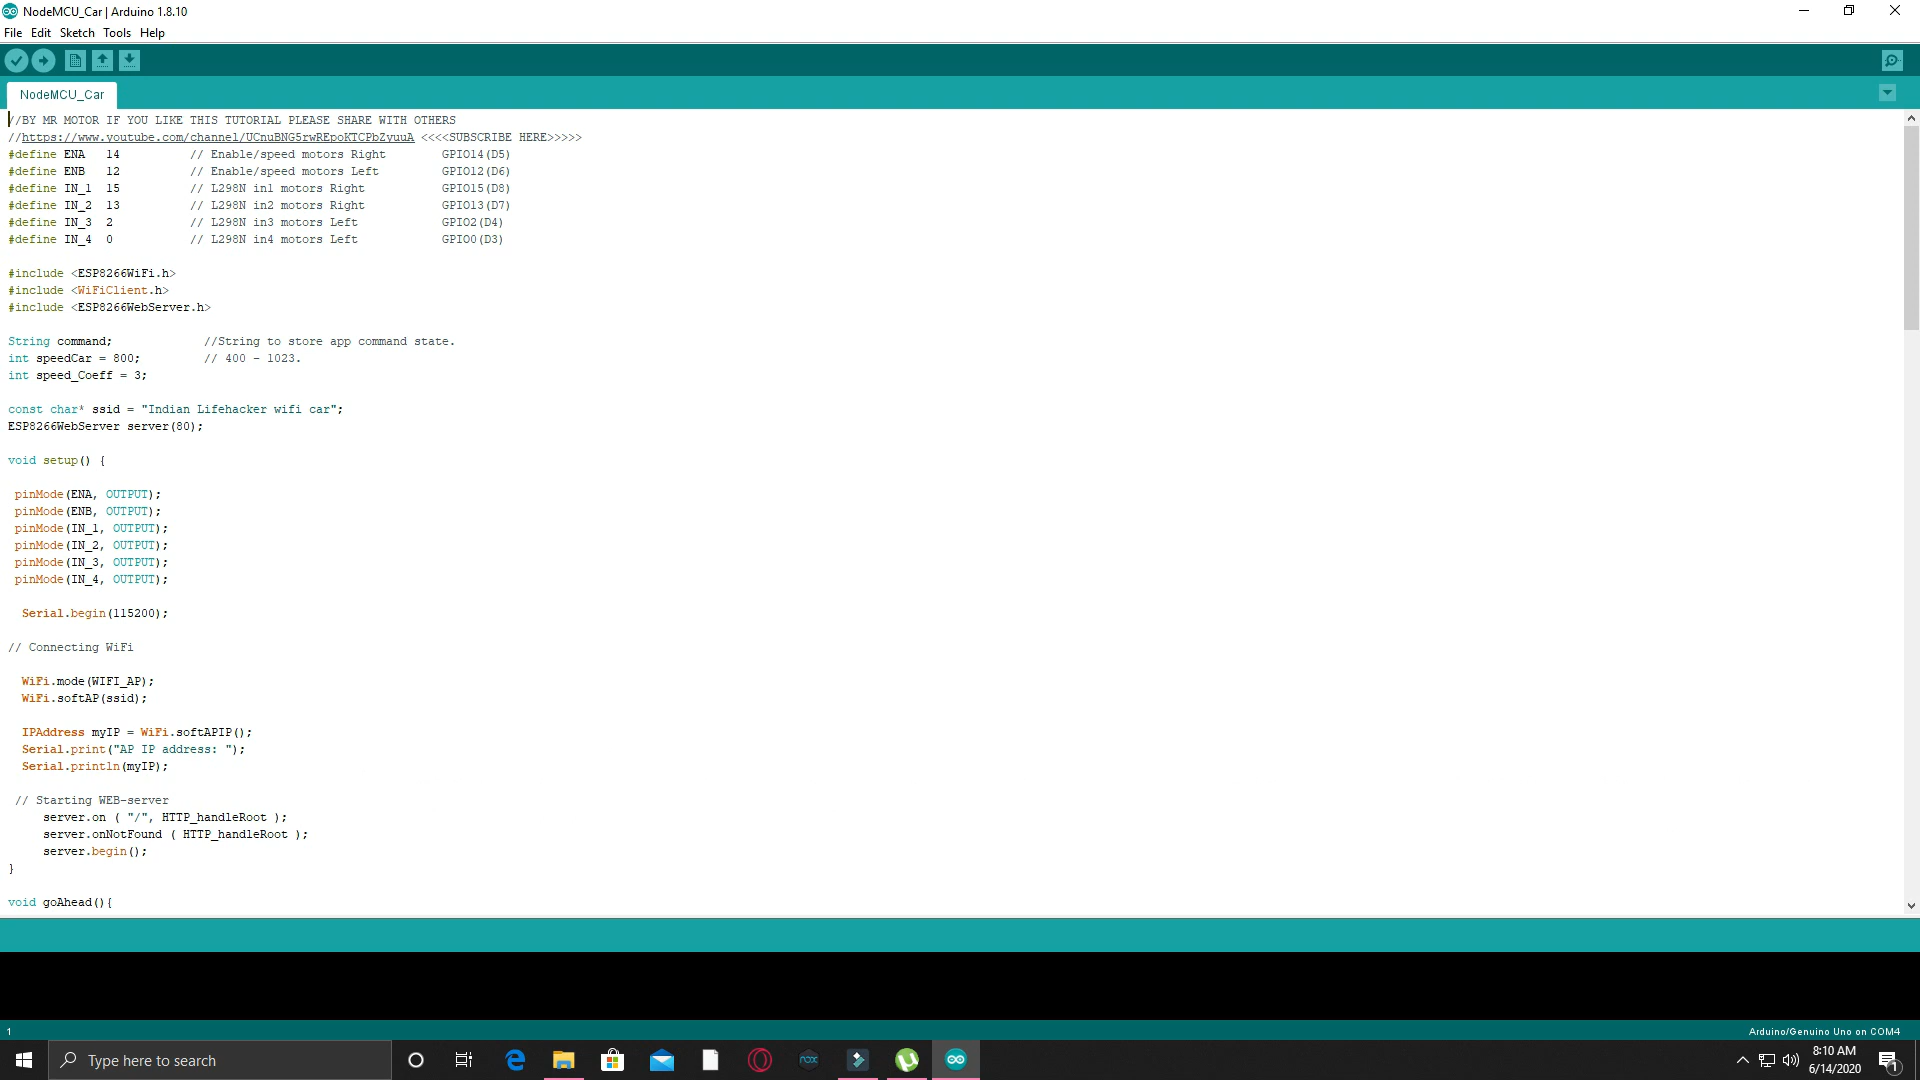 NodeMCU_Car | Arduino 1.8.10
File Edit Sketch Tools Help
NodeMCU_Car
//BY MR MOTOR IF YOU LIKE THIS TUTORIAL PLEASE SHARE WITH OTHERS
//https://www.youtube.com/channel/UCnuBNG5rwREpoKTCPbZyuuA <<<<SUBSCRIBE HERE>>>>>
#define ENA 14 // Enable/speed motors Right GPIO14(D5)
#define ENB 12 // Enable/speed motors Left GPIO12(D6)
#define IN_1 15 // L298N in1 motors Right GPIO15(D8)
#define IN_2 13 // L298N in2 motors Right GPIO13(D7)
#define IN_3 2 // L298N in3 motors Left GPIO2(D4)
#define IN_4 0 // L298N in4 motors Left GPIO0(D3)
#include <ESP8266WiFi.h>
#include <WiFiClient.h>
#include <ESP8266WebServer.h>
String command; //String to store app command state.
int speedCar = 800; // 400 - 1023.
int speed_Coeff = 3;
const char* ssid = "Indian Lifehacker wifi car";
ESP8266WebServer server(80);
void setup() {
pinMode(ENA, OUTPUT);
pinMode(ENB, OUTPUT);
pinMode(IN_1, OUTPUT);
pinMode(IN_2, OUTPUT);
pinMode(IN_3, OUTPUT);
pinMode(IN_4, OUTPUT);
Serial.begin(115200);
// Connecting WiFi
WiFi.mode(WIFI_AP);
WiFi.softAP(ssid);
IPAddress myIP = WiFi.softAPIP();
Serial.print("AP IP address: ");
Serial.println(myIP);
// Starting WEB-server
server.on ( "/", HTTP_handleRoot );
server.onNotFound ( HTTP_handleRoot );
server.begin();
}
void goAhead(){
1 Arduino/Genuino Uno on COM4
Type here to search
nox
8:10 AM
6/14/2020
1